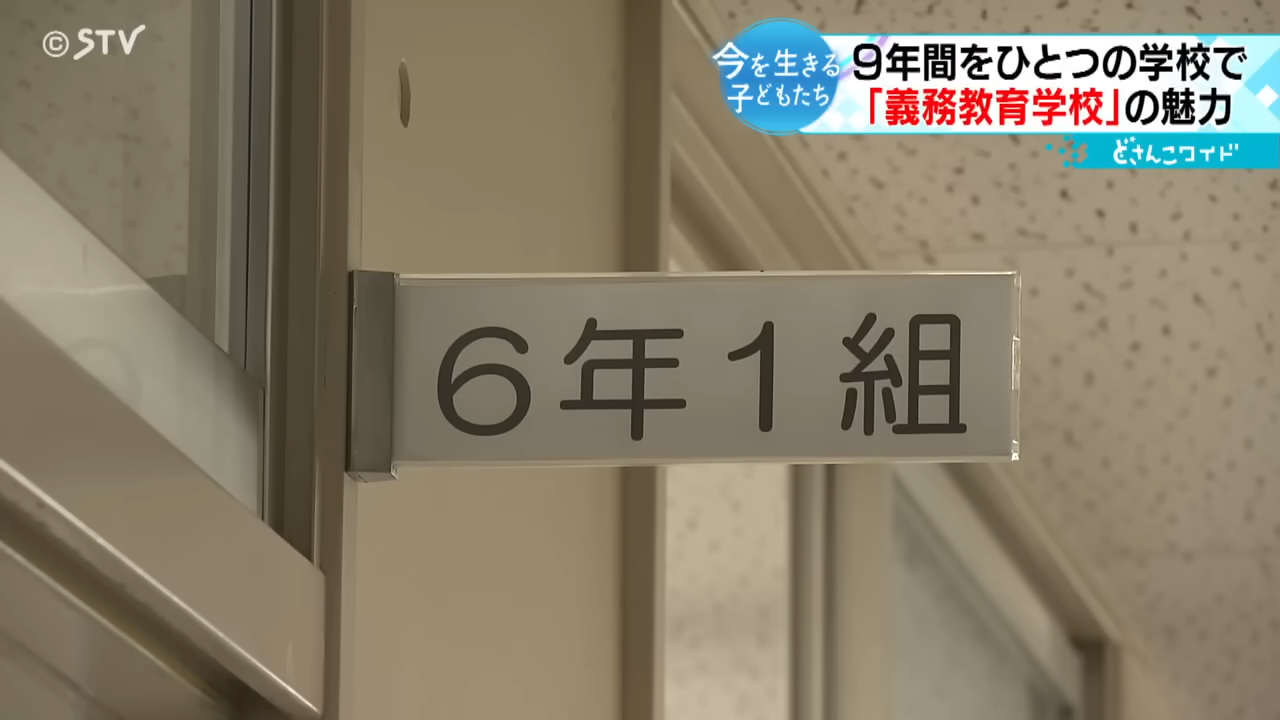 © STV
今を生きる
子どもたち
9年間をひとつの学校で
「義務教育学校」の魅力
どさんこワイド
6年1組